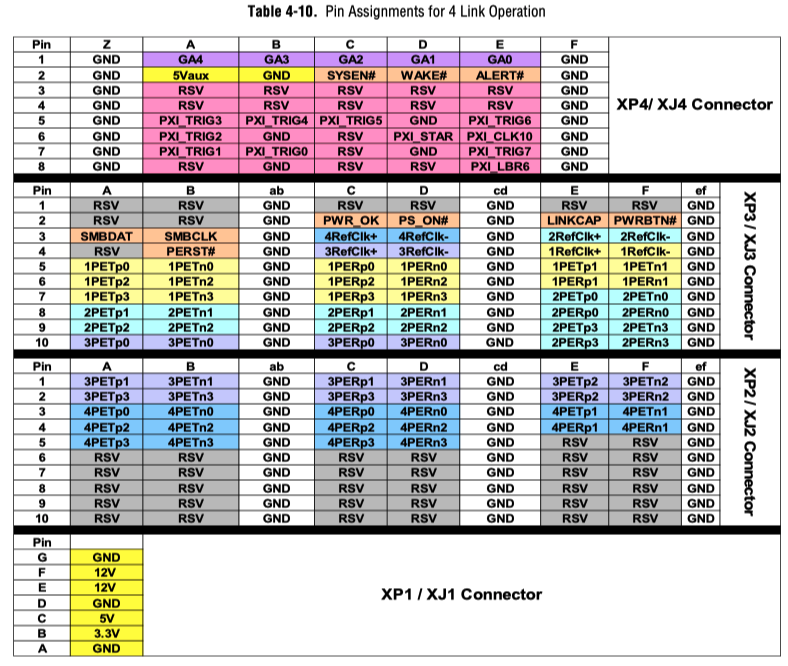 Table 4-10. Pin Assignments for 4 Link Operation
Pin Z A B C D E F
1 GND GA4 GA3 GA2 GA1 GA0 GND
2 GND 5Vaux GND SYSEN# WAKE# ALERT# GND
3 GND RSV RSV RSV RSV RSV GND
4 GND RSV RSV RSV RSV RSV GND
XP4/ XJ4 Connector
5 GND PXI_TRIG3 PXI_TRIG4 PXI_TRIG5 GND PXI_TRIG6 GND
6 GND PXI_TRIG2 GND RSV PXI_STAR PXI_CLK10 GND
7 GND PXI_TRIG1 PXI_TRIG0 RSV GND PXI_TRIG7 GND
8 GND RSV GND RSV RSV PXI_LBR6 GND
Pin A B ab C D cd E F ef
1 RSV RSV GND RSV RSV GND RSV RSV GND
2 RSV RSV GND PWR_OK PS_ON# GND LINKCAP PWRBTN# GND
3 SMBDAT SMBCLK GND 4RefClk+ 4RefClk- GND 2RefClk+ 2RefClk- GND
4 RSV PERST# GND 3RefClk+ 3RefClk- GND 1RefClk+ 1RefClk- GND
5 1PETp0 1PETn0 GND 1PERp0 1PERn0 GND 1PETp1 1PETn1 GND
6 1PETp2 1PETn2 GND 1PERp2 1PERn2 GND 1PERp1 1PERn1 GND
7 1PETp3 1PETn3 GND 1PERp3 1PERn3 GND 2PETp0 2PETn0 GND
8 2PETp1 2PETn1 GND 2PERp1 2PERn1 GND 2PERp0 2PERn0 GND
9 2PETp2 2PETn2 GND 2PERp2 2PERn2 GND 2PETp3 2PETn3 GND
10 3PETp0 3PETn0 GND 3PERp0 3PERn0 GND 2PERp3 2PERn3 GND
XP3 / XJ3 Connector
Pin A B ab C D cd E F ef
1 3PETp1 3PETn1 GND 3PERp1 3PERn1 GND 3PETp2 3PETn2 GND
2 3PETp3 3PETn3 GND 3PERp3 3PERn3 GND 3PERp2 3PERn2 GND
3 4PETp0 4PETn0 GND 4PERp0 4PERn0 GND 4PETp1 4PETn1 GND
4 4PETp2 4PETn2 GND 4PERp2 4PERn2 GND 4PERp1 4PERn1 GND
5 4PETp3 4PETn3 GND 4PERp3 4PERn3 GND RSV RSV GND
6 RSV RSV GND RSV RSV GND RSV RSV GND
7 RSV RSV GND RSV RSV GND RSV RSV GND
8 RSV RSV GND RSV RSV GND RSV RSV GND
9 RSV RSV GND RSV RSV GND RSV RSV GND
10 RSV RSV GND RSV RSV GND RSV RSV GND
XP2 / XJ2 Connector
Pin
G GND
F 12V
E 12V
D GND
C 5V
B 3.3V
A GND
XP1 / XJ1 Connector